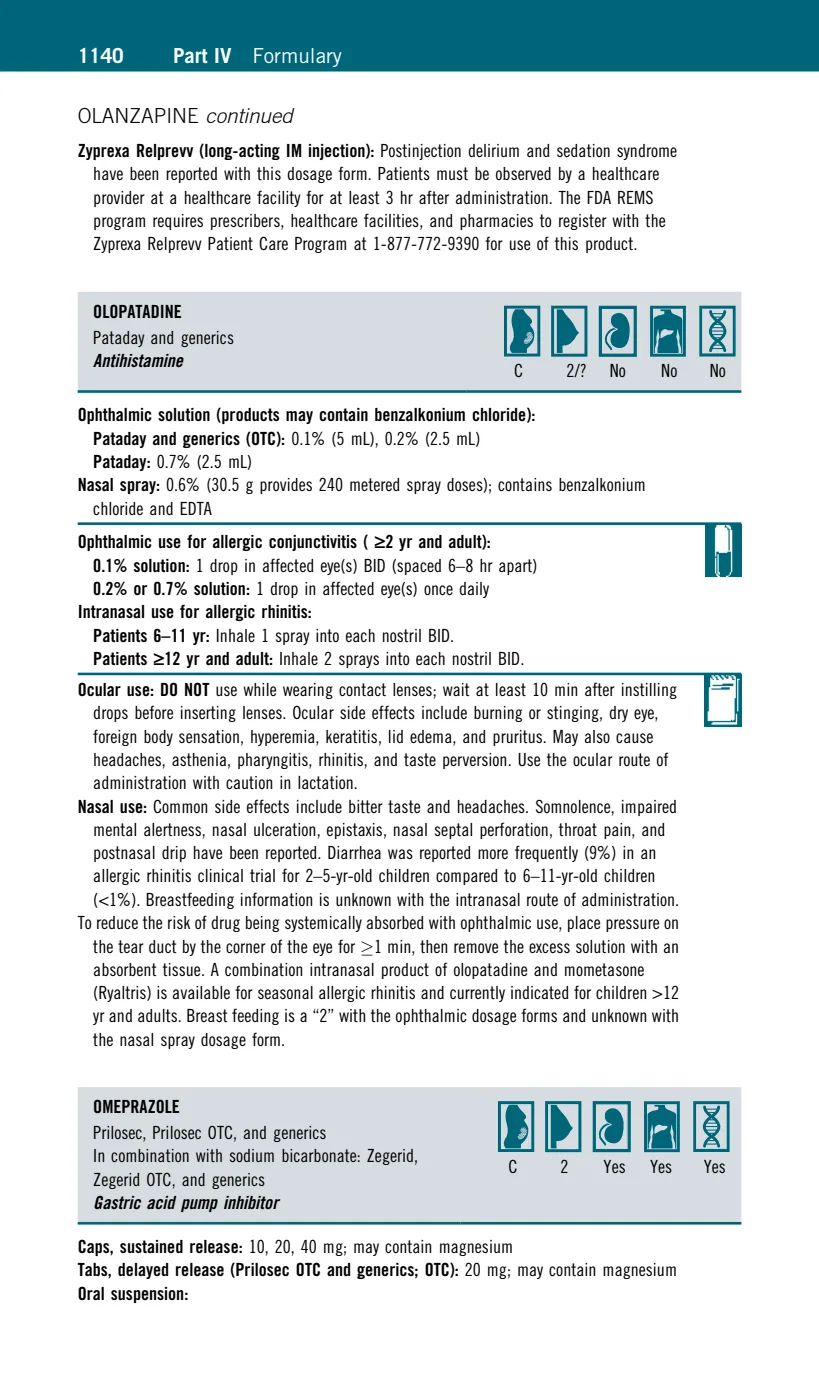 1140 Part IV Formulary
OLANZAPINE continued
Zyprexa Relprevv (long-acting IM injection): Postinjection delirium and sedation syndrome
have been reported with this dosage form. Patients must be observed by a healthcare
provider at a healthcare facility for at least 3 hr after administration. The FDA REMS
program requires prescribers, healthcare facilities, and pharmacies to register with the
Zyprexa Relprevv Patient Care Program at 1-877-772-9390 for use of this product.
OLOPATADINE
Pataday and generics
Antihistamine
C 2/? No No No
Ophthalmic solution (products may contain benzalkonium chloride):
Pataday and generics (OTC): 0.1% (5 mL), 0.2% (2.5 mL)
Pataday: 0.7% (2.5 mL)
Nasal spray: 0.6% (30.5 g provides 240 metered spray doses); contains benzalkonium
chloride and EDTA
Ophthalmic use for allergic conjunctivitis ( ≥2 yr and adult):
0.1% solution: 1 drop in affected eye(s) BID (spaced 6–8 hr apart)
0.2% or 0.7% solution: 1 drop in affected eye(s) once daily
Intranasal use for allergic rhinitis:
Patients 6–11 yr: Inhale 1 spray into each nostril BID.
Patients ≥12 yr and adult: Inhale 2 sprays into each nostril BID.
Ocular use: DO NOT use while wearing contact lenses; wait at least 10 min after instilling
drops before inserting lenses. Ocular side effects include burning or stinging, dry eye,
foreign body sensation, hyperemia, keratitis, lid edema, and pruritus. May also cause
headaches, asthenia, pharyngitis, rhinitis, and taste perversion. Use the ocular route of
administration with caution in lactation.
Nasal use: Common side effects include bitter taste and headaches. Somnolence, impaired
mental alertness, nasal ulceration, epistaxis, nasal septal perforation, throat pain, and
postnasal drip have been reported. Diarrhea was reported more frequently (9%) in an
allergic rhinitis clinical trial for 2–5-yr-old children compared to 6–11-yr-old children
(<1%). Breastfeeding information is unknown with the intranasal route of administration.
To reduce the risk of drug being systemically absorbed with ophthalmic use, place pressure on
the tear duct by the corner of the eye for ≥1 min, then remove the excess solution with an
absorbent tissue. A combination intranasal product of olopatadine and mometasone
(Ryaltris) is available for seasonal allergic rhinitis and currently indicated for children >12
yr and adults. Breast feeding is a “2” with the ophthalmic dosage forms and unknown with
the nasal spray dosage form.
OMEPRAZOLE
Prilosec, Prilosec OTC, and generics
In combination with sodium bicarbonate: Zegerid,
Zegerid OTC, and generics
Gastric acid pump inhibitor
C 2 Yes Yes Yes
Caps, sustained release: 10, 20, 40 mg; may contain magnesium
Tabs, delayed release (Prilosec OTC and generics; OTC): 20 mg; may contain magnesium
Oral suspension: